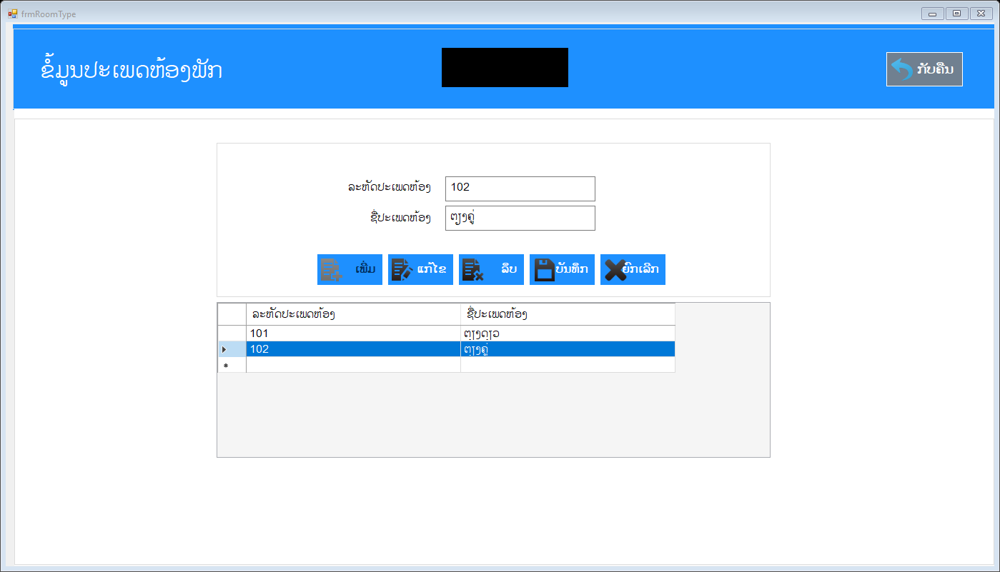 frmRoomType
ຂໍ້ມູນປະເພດຫ້ອງພັກ
ກັບຄືນ
ລະຫັດປະເພດຫ້ອງ 102
ຊື່ປະເພດຫ້ອງ ຕຽງຄູ່
ເພີ່ມ ແກ້ໄຂ ລຶບ ບັນທຶກ ຍົກເລີກ
ລະຫັດປະເພດຫ້ອງ ຊື່ປະເພດຫ້ອງ
101 ຕຽງດຽວ
102 ຕຽງຄູ່